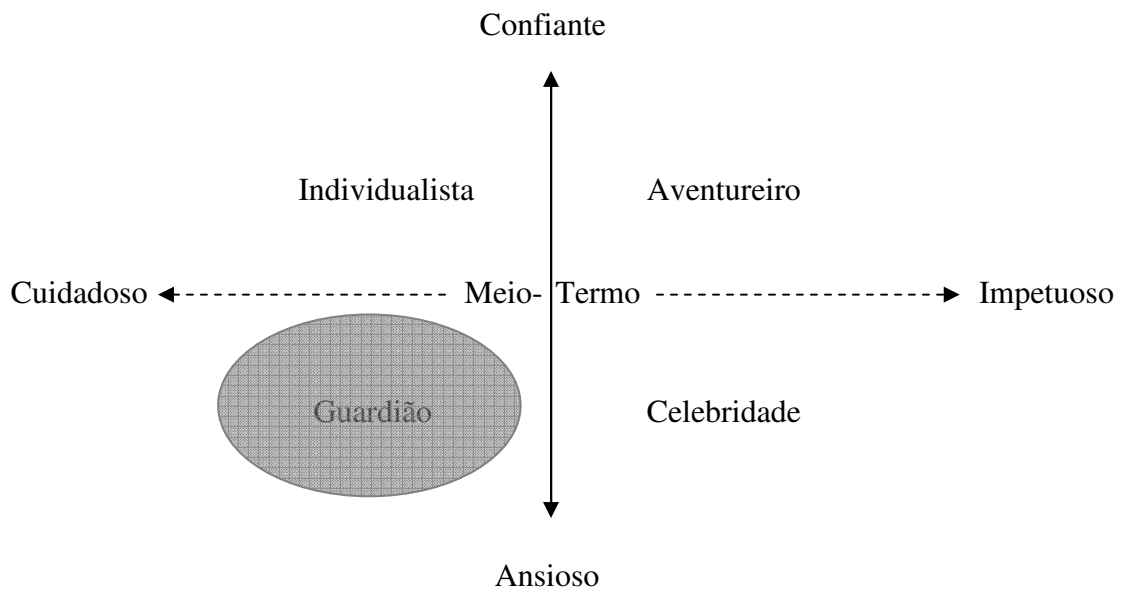 Confiante
Individualista Aventureiro
Cuidadoso Meio- Termo Impetuoso
Guardião Celebridade
Ansioso